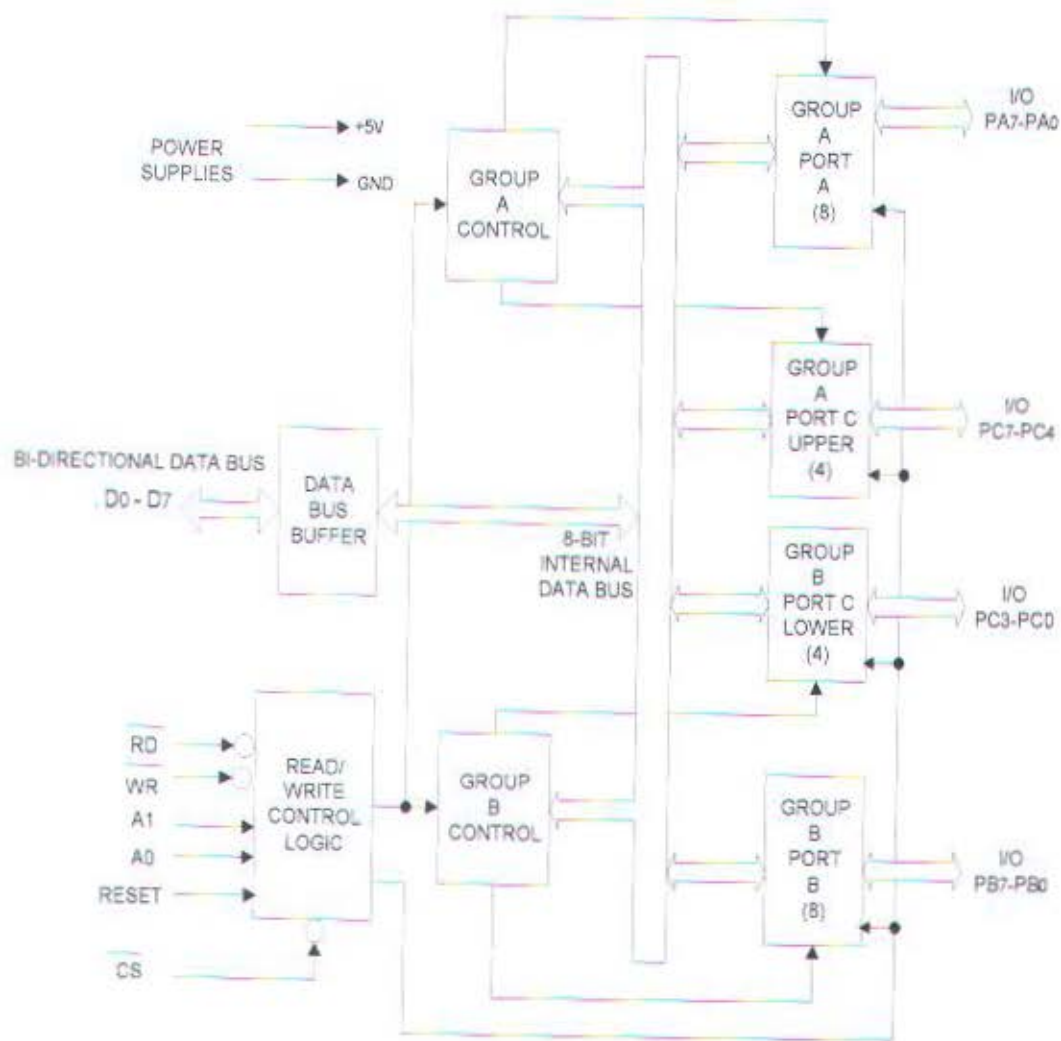 POWER
SUPPLIES
+5V
GND
GROUP
A
CONTROL
GROUP
A
PORT
A
(8)
I/O
PA7-PA0
GROUP
A
PORT C
UPPER
(4)
I/O
PC7-PC4
BI-DIRECTIONAL DATA BUS
D0 - D7
DATA
BUS
BUFFER
8-BIT
INTERNAL
DATA BUS
GROUP
B
PORT C
LOWER
(4)
I/O
PC3-PC0
RD
WR
A1
A0
RESET
CS
READ/
WRITE
CONTROL
LOGIC
GROUP
B
CONTROL
GROUP
B
PORT
B
(8)
I/O
PB7-PB0